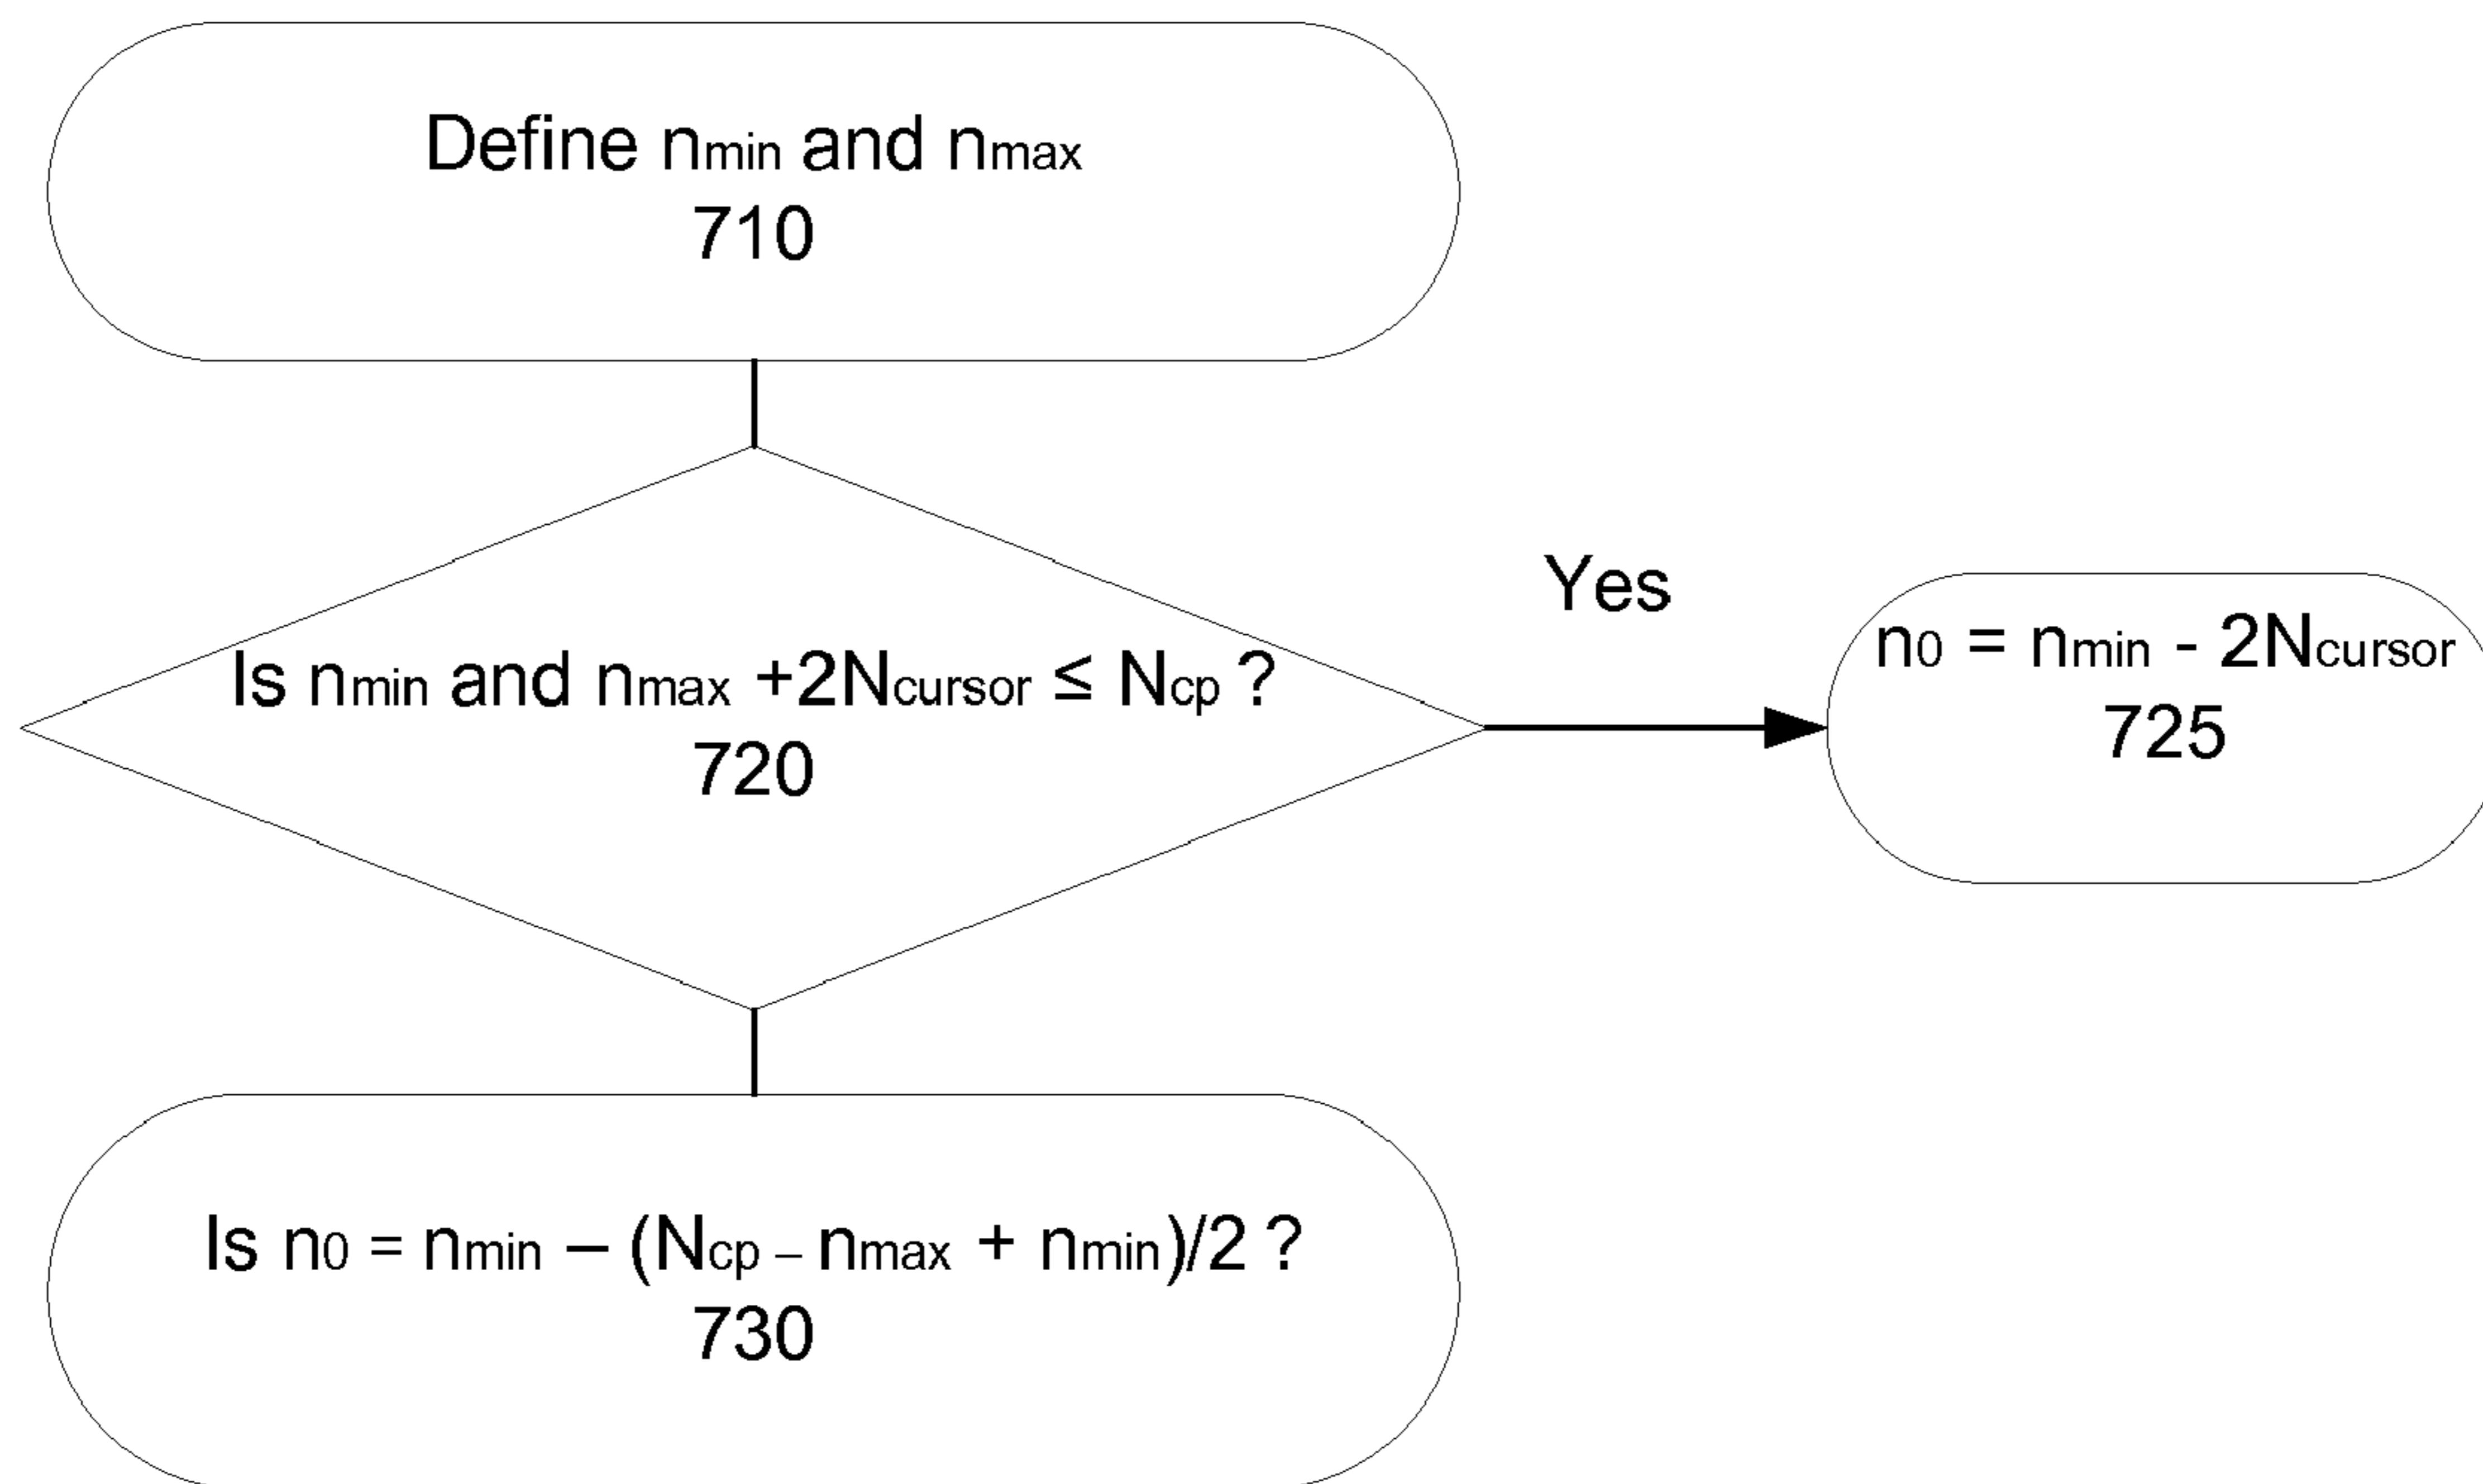 Define nmin and nmax
710
Yes
Is nmin and nmax +2Ncursor ≤ Ncp ?
720
n0 = nmin - 2Ncursor
725
Is n0 = nmin – (Ncp – nmax + nmin)/2 ?
730